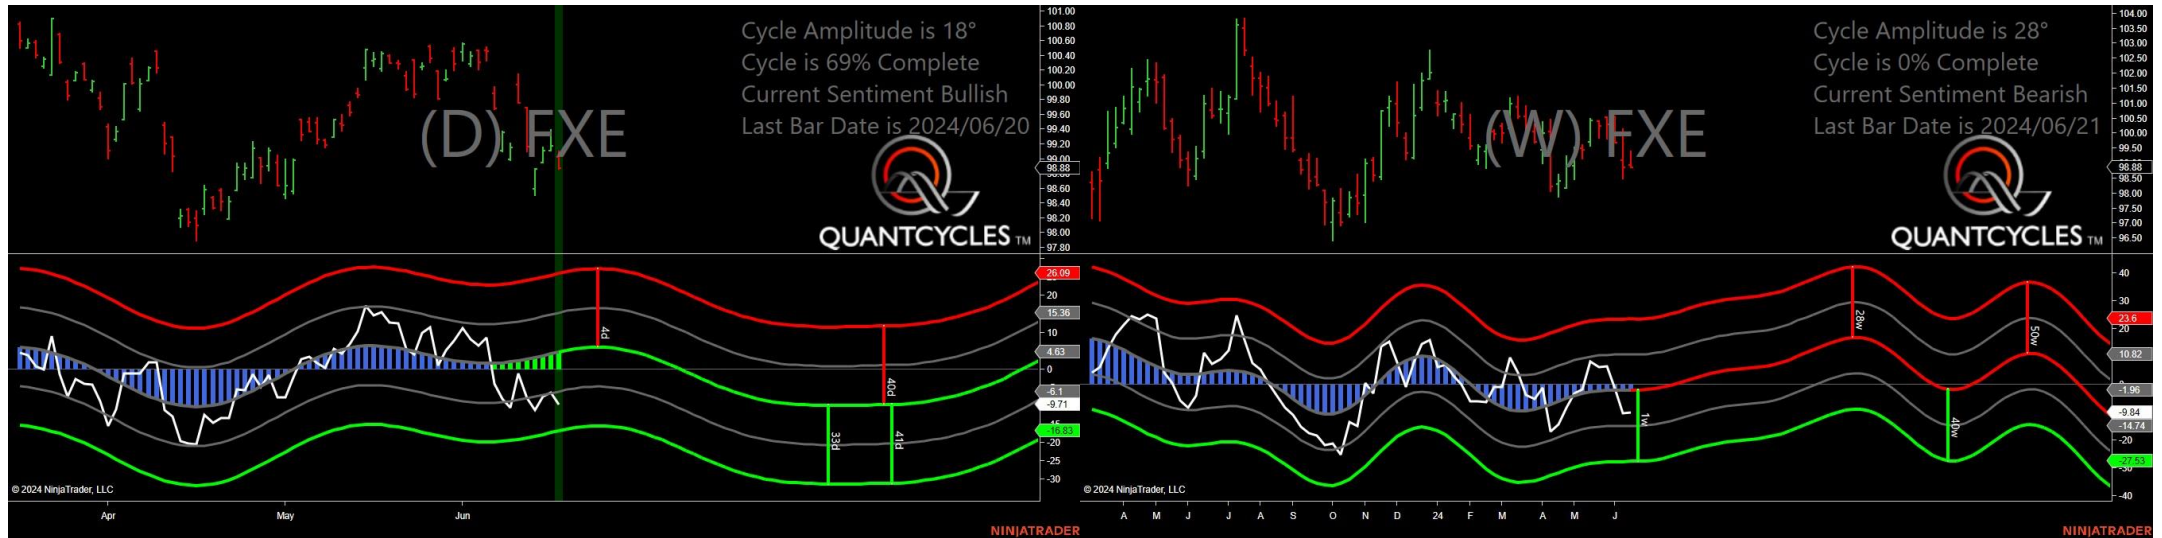 Cycle Amplitude is 18°
Cycle is 69% Complete
Current Sentiment Bullish
Last Bar Date is 2024/06/20
(D) FXE
QUANTCYCLES TM
101.00
100.80
100.60
100.40
100.20
100.00
99.80
99.60
99.40
99.20
99.00
98.88
98.60
98.40
98.20
98.00
97.80
26.09
20
15.36
10
4.63
0
-6.1
-9.71
-16.83
-20
-25
-30
4d
40d
33d
41d
© 2024 NinjaTrader, LLC
Apr May Jun
NINJATRADER
Cycle Amplitude is 28°
Cycle is 0% Complete
Current Sentiment Bearish
Last Bar Date is 2024/06/21
(W) FXE
QUANTCYCLES TM
104.00
103.50
103.00
102.50
102.00
101.50
101.00
100.50
100.00
99.50
98.88
98.50
98.00
97.50
97.00
96.50
40
30
23.6
20
10.82
-1.96
-9.84
-14.74
-20
-27.53
-40
28w
50w
1w
40w
© 2024 NinjaTrader, LLC
A M J J A S O N D 24 F M A M J
NINJATRADER